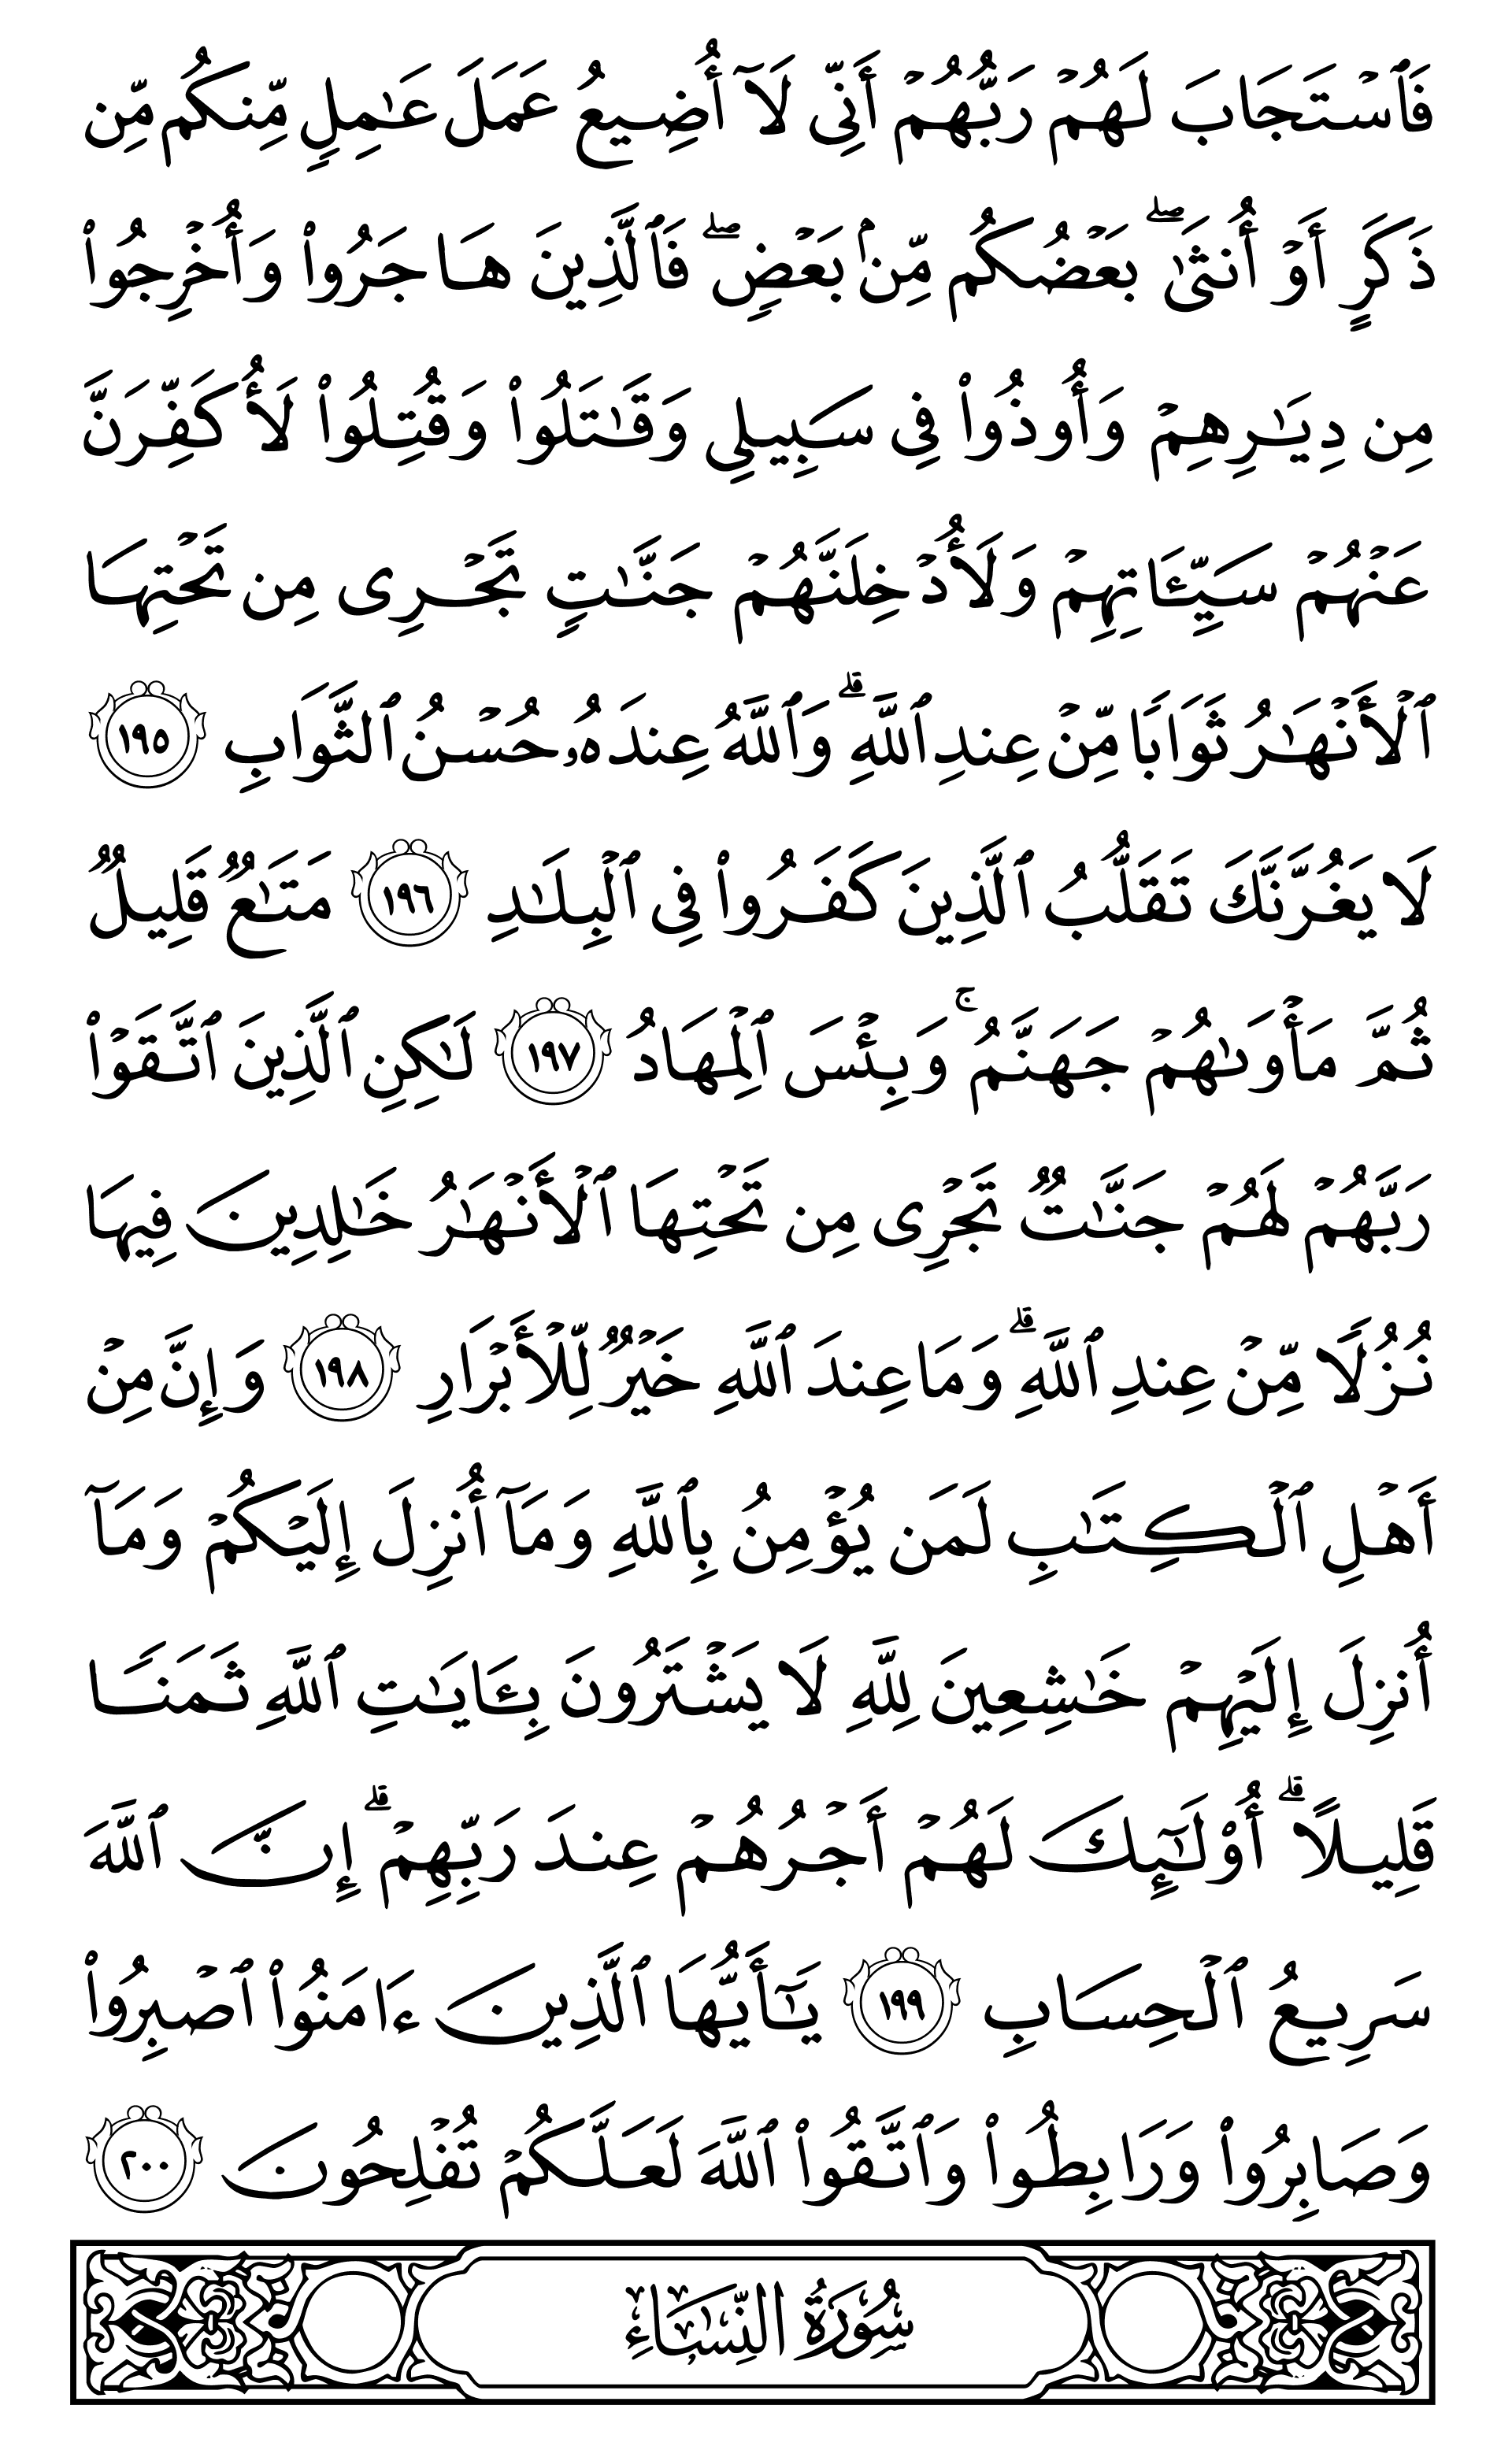 فَٱسۡتَجَابَ لَهُمۡ رَبُّهُمۡ أَنِّي لَآ أُضِيعُ عَمَلَ عَٰمِلٖ مِّنكُم مِّن
ذَكَرٍ أَوۡ أُنثَىٰۖ بَعۡضُكُم مِّنۢ بَعۡضٖۖ فَٱلَّذِينَ هَاجَرُواْ وَأُخۡرِجُواْ
مِن دِيَٰرِهِمۡ وَأُوذُواْ فِي سَبِيلِي وَقَٰتَلُواْ وَقُتِلُواْ لَأُكَفِّرَنَّ
عَنۡهُمۡ سَيِّـَٔاتِهِمۡ وَلَأُدۡخِلَنَّهُمۡ جَنَّٰتٖ تَجۡرِي مِن تَحۡتِهَا
ٱلۡأَنۡهَٰرُ ثَوَابٗا مِّنۡ عِندِ ٱللَّهِۚ وَٱللَّهُ عِندَهُۥ حُسۡنُ ٱلثَّوَابِ ١٩٥
لَا يَغُرَّنَّكَ تَقَلُّبُ ٱلَّذِينَ كَفَرُواْ فِي ٱلۡبِلَٰدِ ١٩٦ مَتَٰعٞ قَلِيلٞ
ثُمَّ مَأۡوَىٰهُمۡ جَهَنَّمُۚ وَبِئۡسَ ٱلۡمِهَادُ ١٩٧ لَٰكِنِ ٱلَّذِينَ ٱتَّقَوۡاْ
رَبَّهُمۡ لَهُمۡ جَنَّٰتٞ تَجۡرِي مِن تَحۡتِهَا ٱلۡأَنۡهَٰرُ خَٰلِدِينَ فِيهَا
نُزُلٗا مِّنۡ عِندِ ٱللَّهِۗ وَمَا عِندَ ٱللَّهِ خَيۡرٞ لِّلۡأَبۡرَارِ ١٩٨ وَإِنَّ مِنۡ
أَهۡلِ ٱلۡكِتَٰبِ لَمَن يُؤۡمِنُ بِٱللَّهِ وَمَآ أُنزِلَ إِلَيۡكُمۡ وَمَآ
أُنزِلَ إِلَيۡهِمۡ خَٰشِعِينَ لِلَّهِ لَا يَشۡتَرُونَ بِـَٔايَٰتِ ٱللَّهِ ثَمَنٗا
قَلِيلًاۗ أُوْلَٰٓئِكَ لَهُمۡ أَجۡرُهُمۡ عِندَ رَبِّهِمۡۗ إِنَّ ٱللَّهَ
سَرِيعُ ٱلۡحِسَابِ ١٩٩ يَٰٓأَيُّهَا ٱلَّذِينَ ءَامَنُواْ ٱصۡبِرُواْ
وَصَابِرُواْ وَرَابِطُواْ وَٱتَّقُواْ ٱللَّهَ لَعَلَّكُمۡ تُفۡلِحُونَ ٢٠٠
سُورَةُ النِّسَاءِ